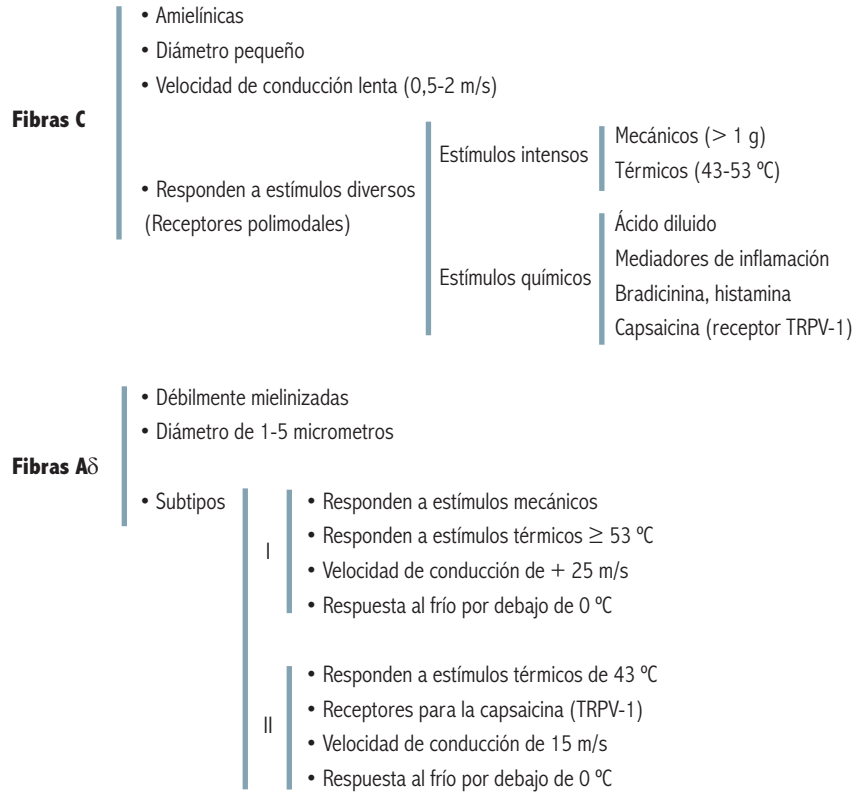 • Amielínicas
• Diámetro pequeño
• Velocidad de conducción lenta (0,5-2 m/s)
Fibras C
• Responden a estímulos diversos
(Receptores polimodales)
Estímulos intensos
Mecánicos (> 1 g)
Térmicos (43-53 ºC)
Estímulos químicos
Ácido diluido
Mediadores de inflamación
Bradicinina, histamina
Capsaicina (receptor TRPV-1)
• Débilmente mielinizadas
• Diámetro de 1-5 micrometros
Fibras Aδ
• Subtipos
I
• Responden a estímulos mecánicos
• Responden a estímulos térmicos ≥ 53 ºC
• Velocidad de conducción de + 25 m/s
• Respuesta al frío por debajo de 0 ºC
II
• Responden a estímulos térmicos de 43 ºC
• Receptores para la capsaicina (TRPV-1)
• Velocidad de conducción de 15 m/s
• Respuesta al frío por debajo de 0 ºC